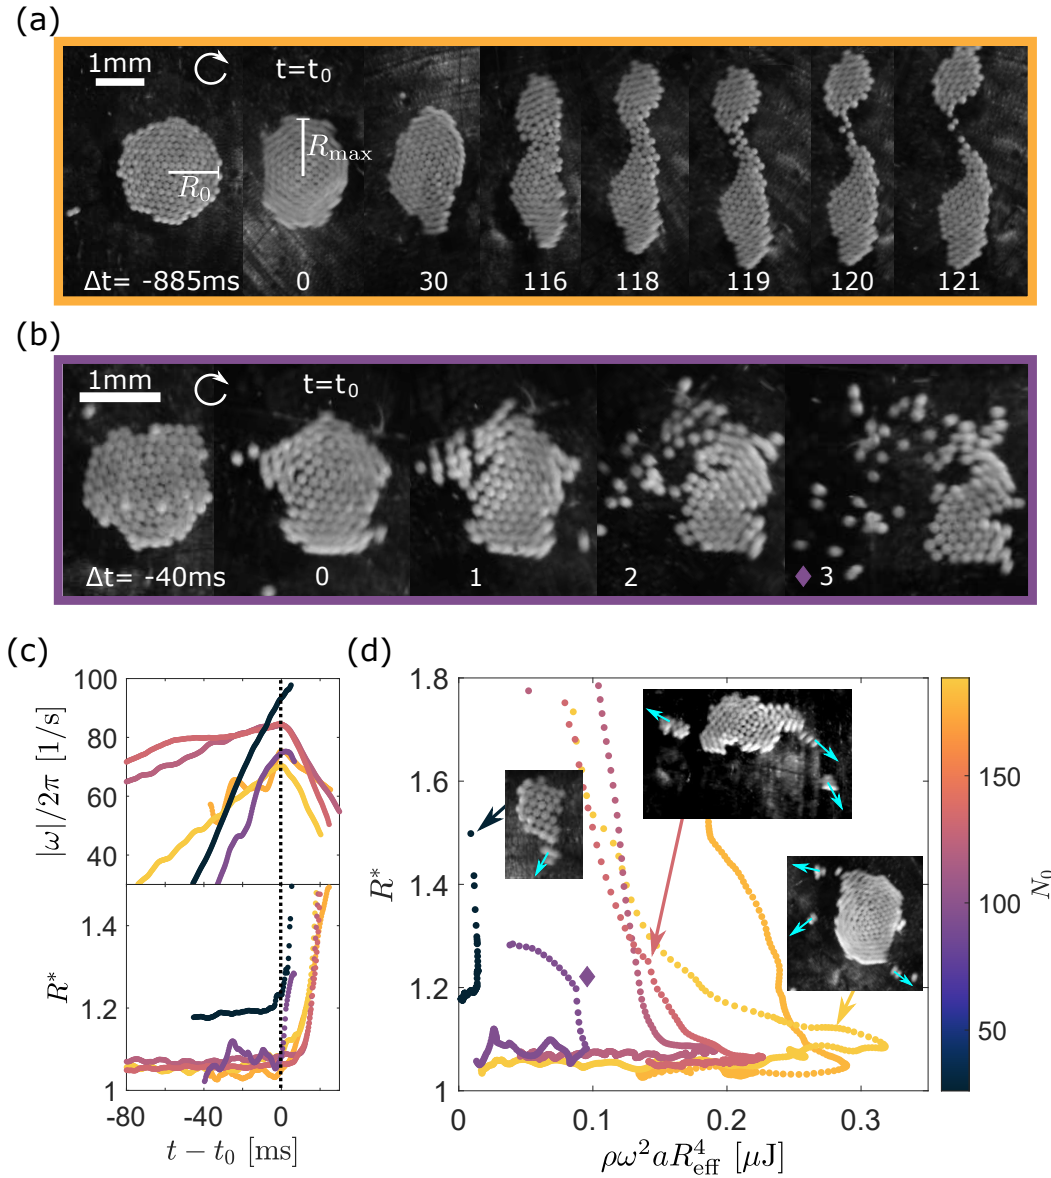 (a)
1mm
t=t₀
R₀
R_max
Δt= -885ms
0
30
116
118
119
120
121
(b)
1mm
t=t₀
Δt= -40ms
0
1
2
3
(c)
100
80
60
40
|ω|/2π [1/s]
1.4
1.2
1
R*
-80
-40
0
t − t₀ [ms]
(d)
1.8
1.6
1.4
1.2
1
R*
0
0.1
0.2
0.3
ρω²aR⁴_eff [μJ]
150
100
50
N₀